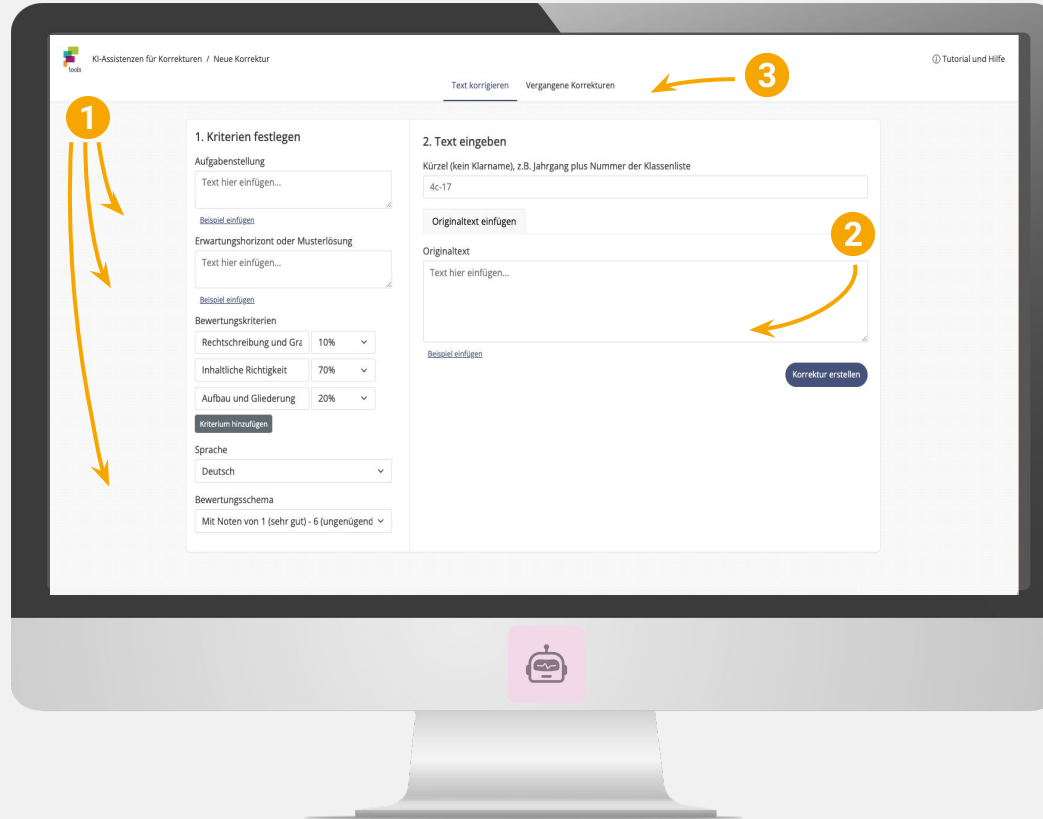 tools
KI-Assistenzen für Korrekturen / Neue Korrektur
Tutorial und Hilfe
Text korrigieren
Vergangene Korrekturen
3
1
1. Kriterien festlegen
Aufgabenstellung
Text hier einfügen...
Beispiel einfügen
Erwartungshorizont oder Musterlösung
Text hier einfügen...
Beispiel einfügen
Bewertungskriterien
Rechtschreibung und Gra 10%
Inhaltliche Richtigkeit 70%
Aufbau und Gliederung 20%
Kriterium hinzufügen
Sprache
Deutsch
Bewertungsschema
Mit Noten von 1 (sehr gut) - 6 (ungenügend
2. Text eingeben
Kürzel (kein Klarname), z.B. Jahrgang plus Nummer der Klassenliste
4c-17
Originaltext einfügen
2
Originaltext
Text hier einfügen...
Beispiel einfügen
Korrektur erstellen